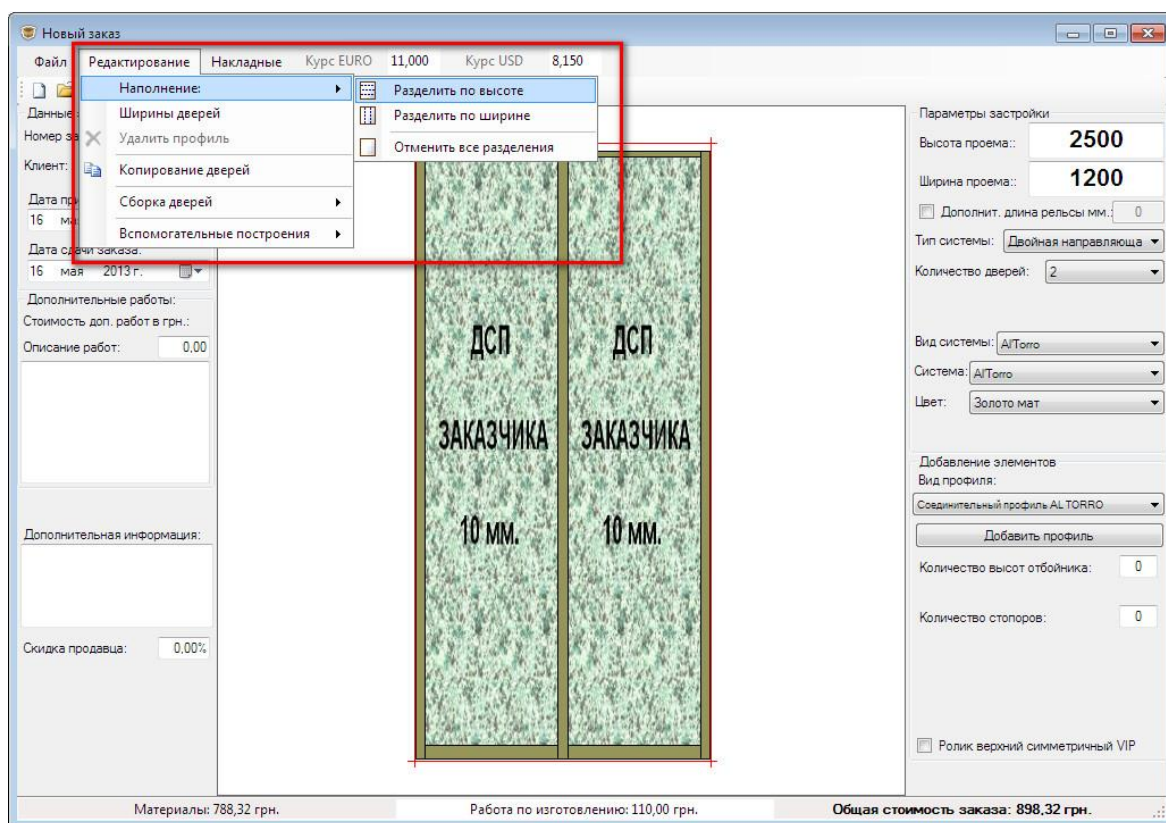 Новый заказ
Файл Редактирование Накладные Курс EURO 11,000 Курс USD 8,150
Наполнение:
Ширины дверей
Удалить профиль
Копирование дверей
Сборка дверей
Вспомогательные построения
Разделить по высоте
Разделить по ширине
Отменить все разделения
Данные
Номер за
Клиент:
Дата при
16 ма
Дата сдачи заказа:
16 мая 2013 г.
Дополнительные работы:
Стоимость доп. работ в грн.:
Описание работ: 0,00
Дополнительная информация:
Скидка продавца: 0,00%
ДСП ДСП
ЗАКАЗЧИКА ЗАКАЗЧИКА
10 ММ. 10 ММ.
Параметры настройки
Высота проема:: 2500
Ширина проема:: 1200
Дополнит. длина рельсы мм.: 0
Тип системы: Двойная направляюща
Количество дверей: 2
Вид системы: Al'Torro
Система: Al'Torro
Цвет: Золото мат
Добавление элементов
Вид профиля:
Соединительный профиль AL TORRO
Добавить профиль
Количество высот отбойника: 0
Количество стопоров: 0
Ролик верхний симметричный VIP
Материалы: 788,32 грн. Работа по изготовлению: 110,00 грн. Общая стоимость заказа: 898,32 грн.